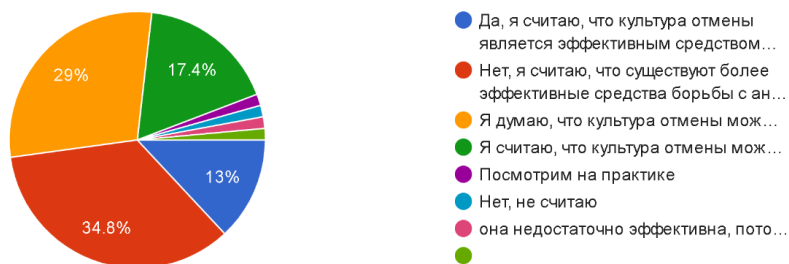 29%
17.4%
13%
34.8%
Да, я считаю, что культура отмены
является эффективным средством…
Нет, я считаю, что существуют более
эффективные средства борьбы с ан…
Я думаю, что культура отмены мож…
Я считаю, что культура отмены мож…
Посмотрим на практике
Нет, не считаю
она недостаточно эффективна, пото…